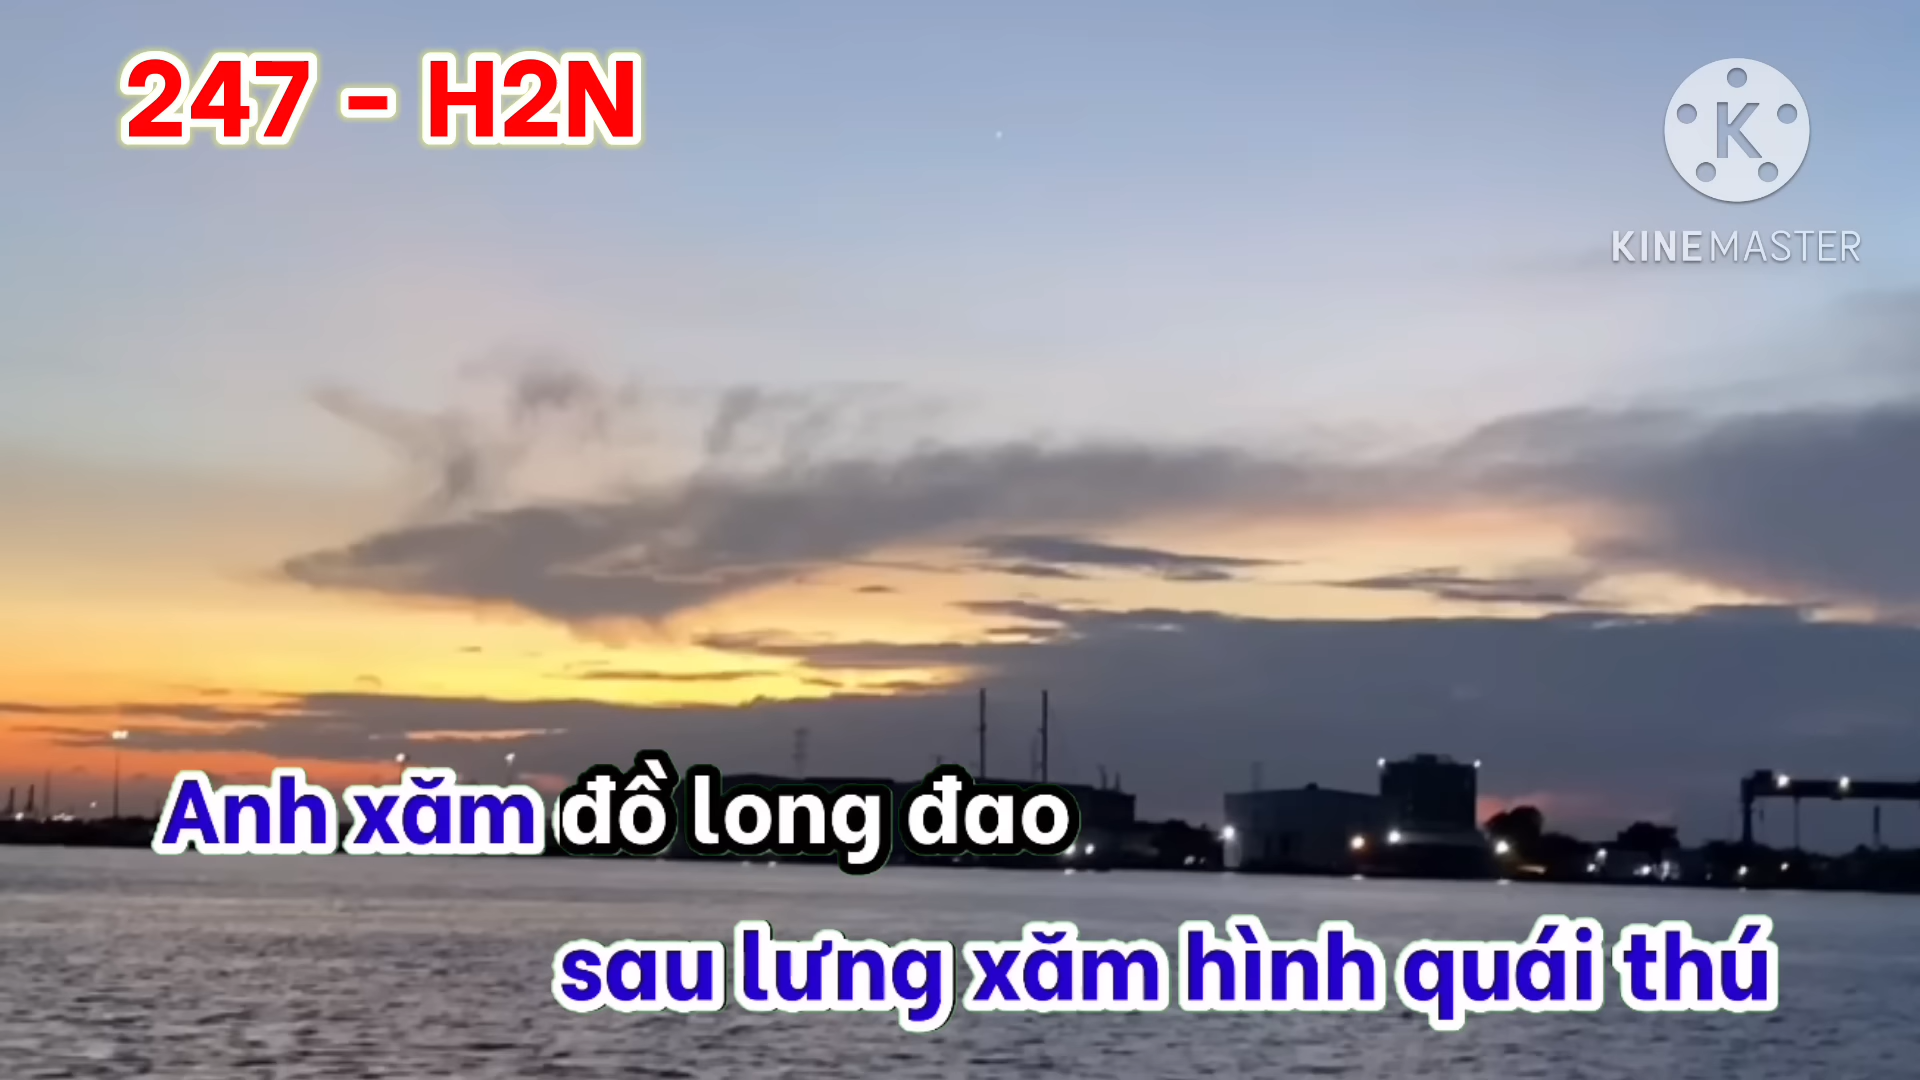 247 - H2N
K
KINEMASTER
Anh xăm đồ long đao
sau lưng xăm hình quái thú